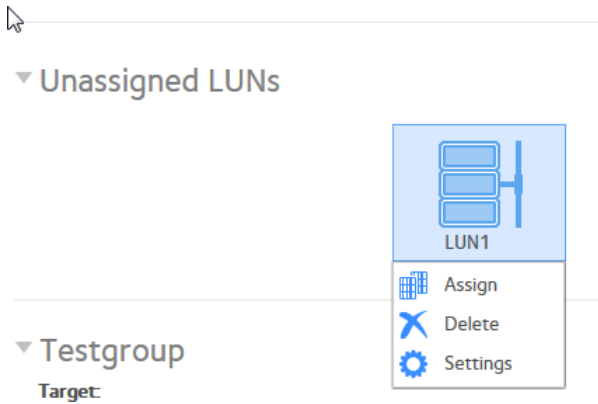 Unassigned LUNs
LUN1
Assign
Delete
Settings
Testgroup
Target: